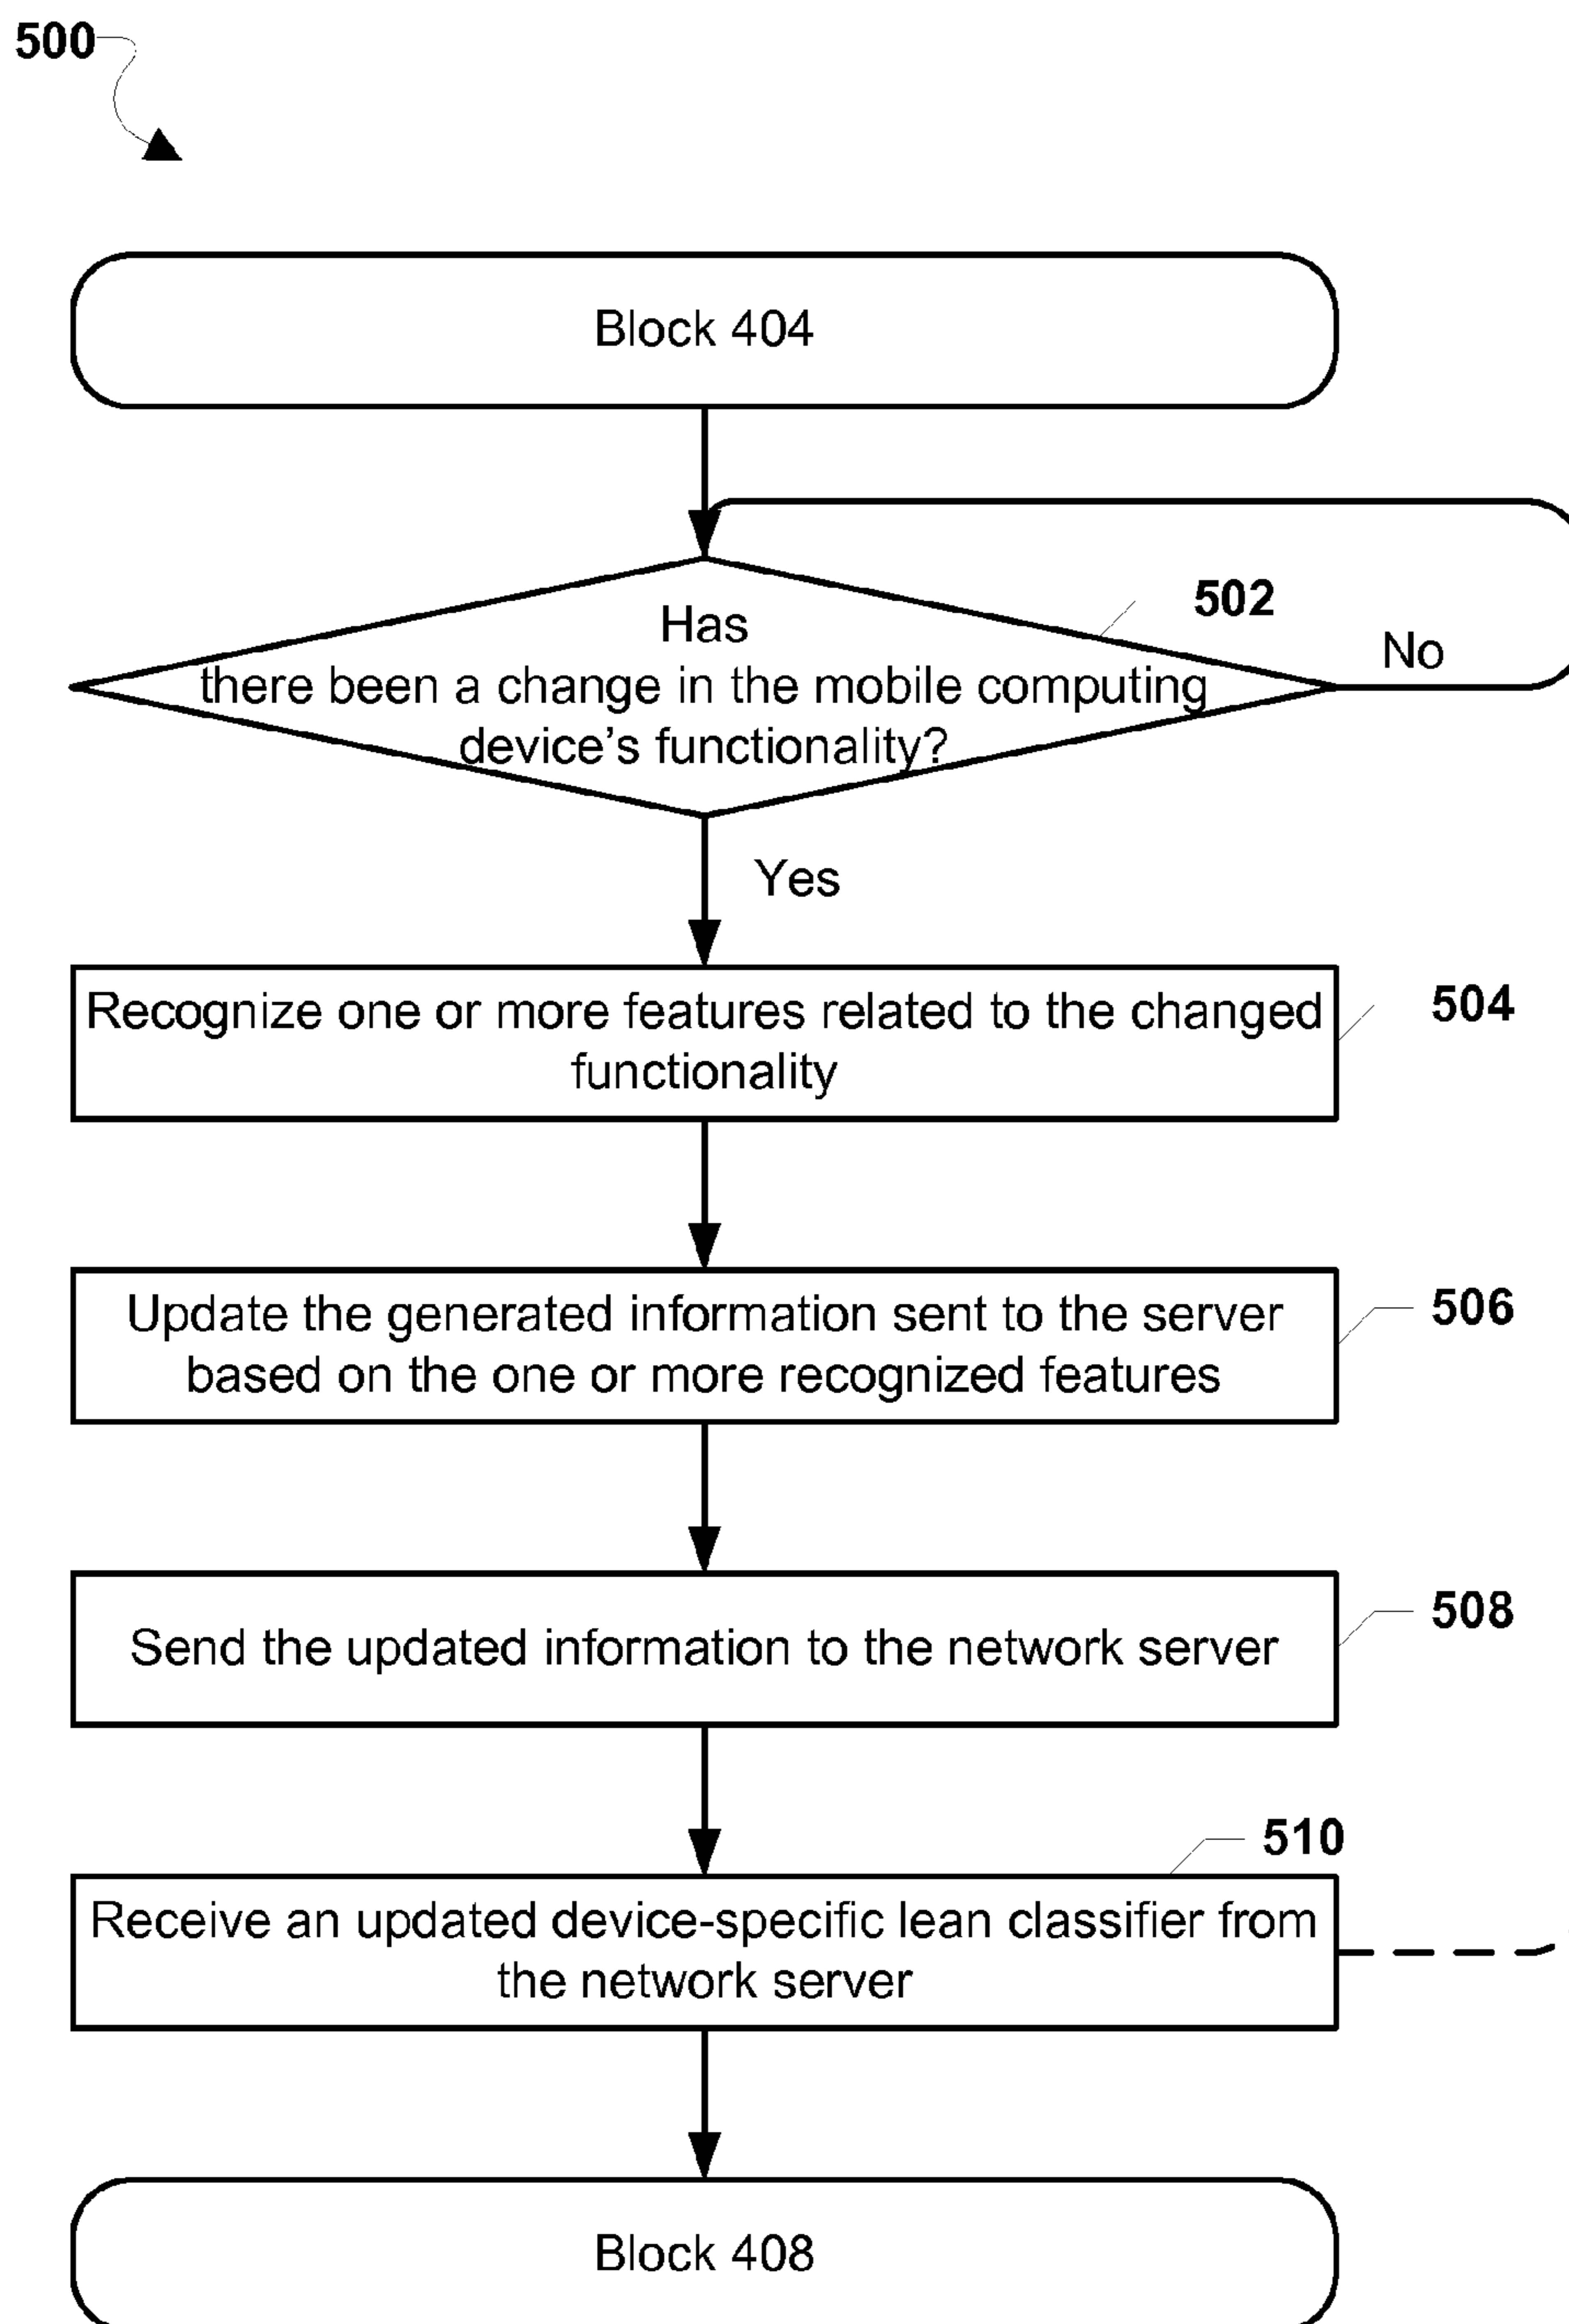 500
Block 404
502
Has
there been a change in the mobile computing
device's functionality?
No
Yes
504
Recognize one or more features related to the changed
functionality
506
Update the generated information sent to the server
based on the one or more recognized features
508
Send the updated information to the network server
510
Receive an updated device-specific lean classifier from
the network server
Block 408